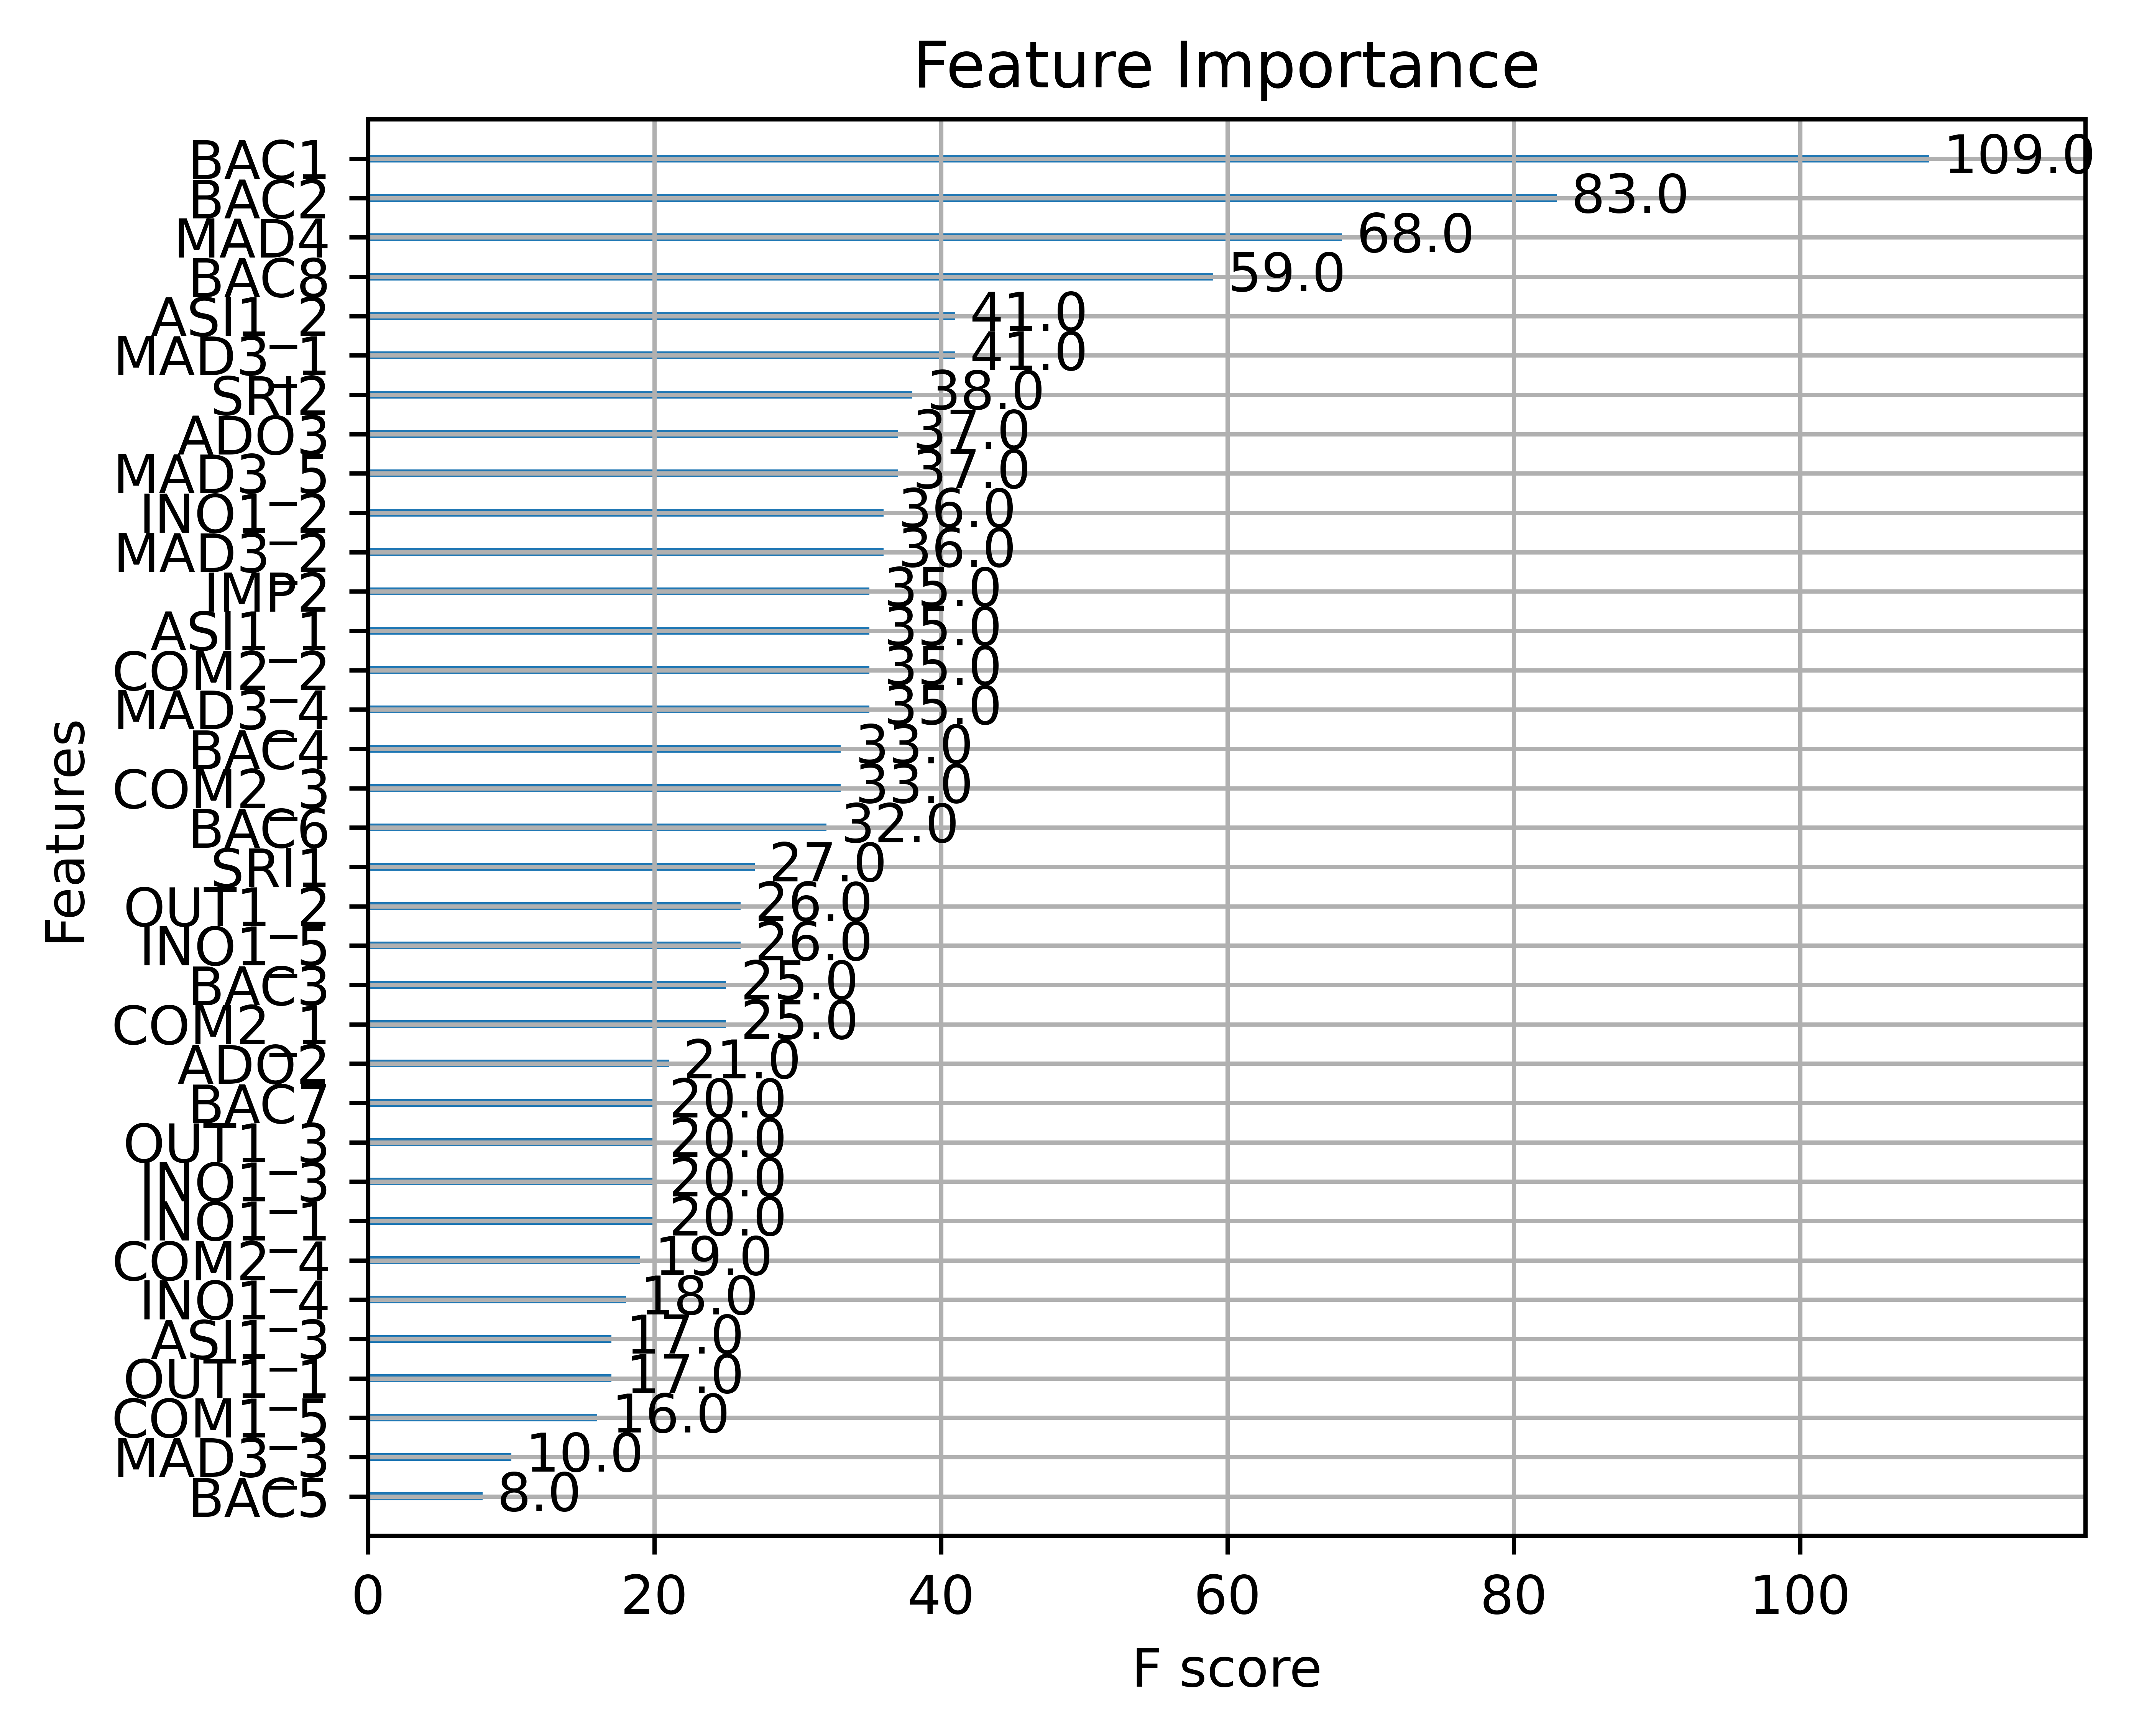 Feature Importance
BAC1 109.0
BAC2 83.0
MAD4 68.0
BAC8 59.0
ASI1_2 41.0
MAD3_1 41.0
SRI2 38.0
ADO3 37.0
MAD3_5 37.0
INO1_2 36.0
MAD3_2 36.0
IMP2 35.0
ASI1_1 35.0
COM2_2 35.0
MAD3_4 35.0
BAC4 33.0
COM2_3 33.0
BAC6 32.0
SRI1 27.0
OUT1_2 26.0
INO1_5 26.0
BAC3 25.0
COM2_1 25.0
ADO2 21.0
BAC7 20.0
OUT1_3 20.0
INO1_3 20.0
INO1_1 20.0
COM2_4 19.0
INO1_4 18.0
ASI1_3 17.0
OUT1_1 17.0
COM1_5 16.0
MAD3_3 10.0
BAC5 8.0
Features
0 20 40 60 80 100
F score